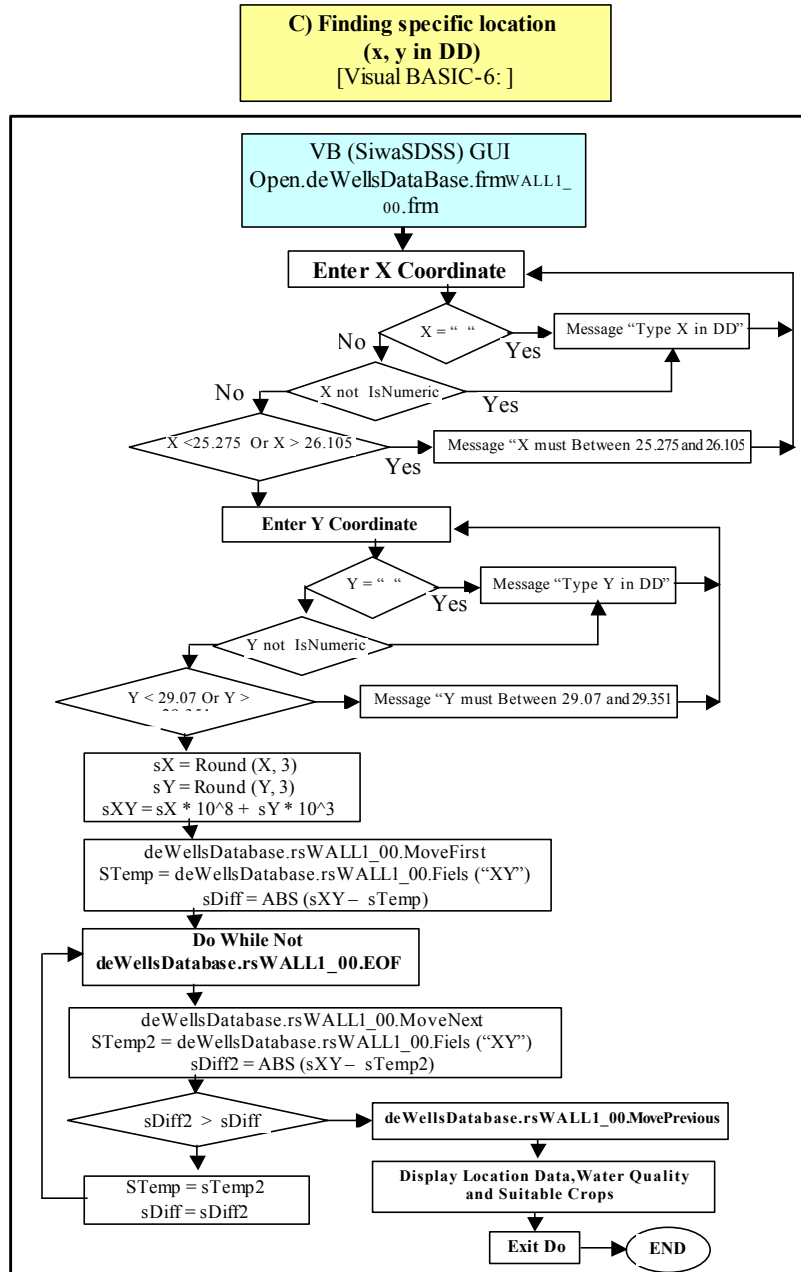 C) Finding specific location
(x, y in DD)
[Visual BASIC-6: ]
VB (SiwaSDSS) GUI
Open.deWellsDataBase.frmWALL1_
00.frm
Enter X Coordinate
X = “ “
Message “Type X in DD”
No
Yes
X not IsNumeric
No
Yes
X <25.275 Or X > 26.105
Message “X must Between 25.275 and 26.105
Yes
Enter Y Coordinate
Y = “ “
Message “Type Y in DD”
Yes
Y not IsNumeric
Y < 29.07 Or Y >
Message “Y must Between 29.07 and 29.351
sX = Round (X, 3)
sY = Round (Y, 3)
sXY = sX * 10^8 + sY * 10^3
deWellsDatabase.rsWALL1_00.MoveFirst
STemp = deWellsDatabase.rsWALL1_00.Fiels (“XY”)
sDiff = ABS (sXY – sTemp)
Do While Not
deWellsDatabase.rsWALL1_00.EOF
deWellsDatabase.rsWALL1_00.MoveNext
STemp2 = deWellsDatabase.rsWALL1_00.Fiels (“XY”)
sDiff2 = ABS (sXY – sTemp2)
sDiff2 > sDiff
deWellsDatabase.rsWALL1_00.MovePrevious
Display Location Data, Water Quality
and Suitable Crops
STemp = sTemp2
sDiff = sDiff2
Exit Do
END